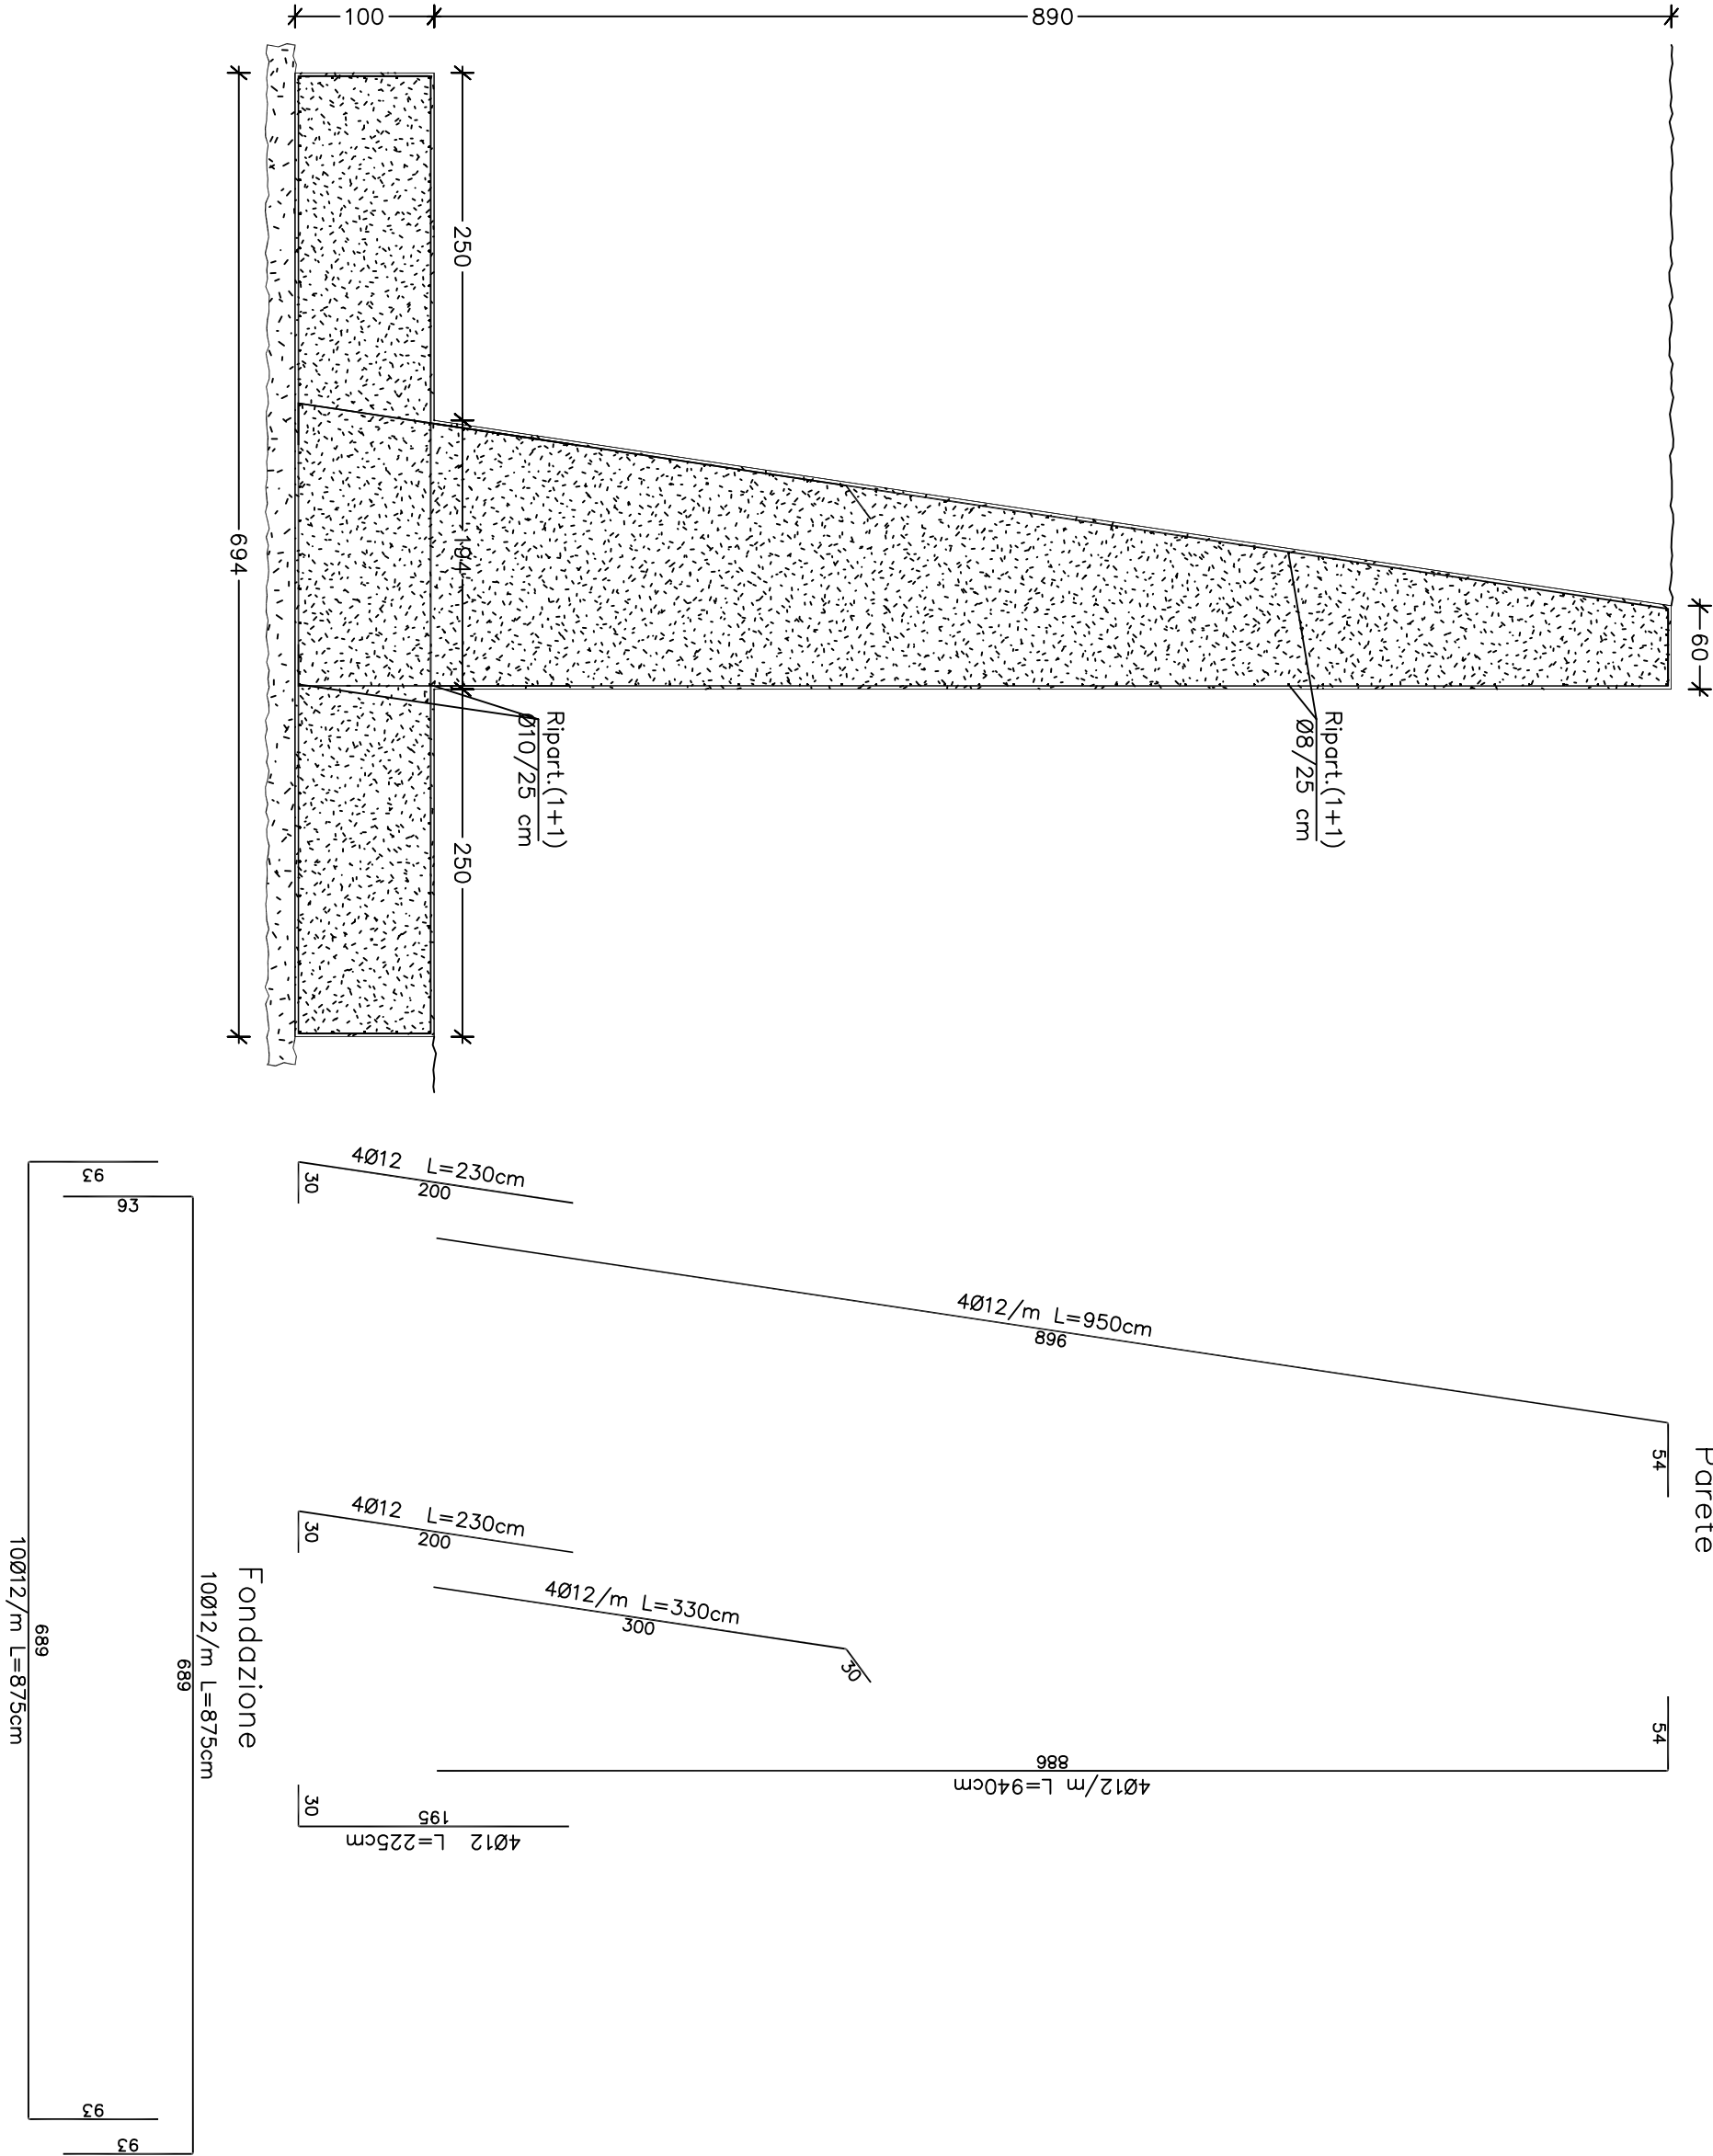 100
890
250
194
250
694
60
Ripart.(1+1)
Ø8/25 cm
Ripart.(1+1)
Ø10/25 cm
Parete
4Ø12/m L=950cm
896
54
4Ø12 L=230cm
200
30
4Ø12/m L=330cm
300
30
4Ø12 L=230cm
200
30
54
886
4Ø12/m L=940cm
195
4Ø12 L=225cm
30
Fondazione
10Ø12/m L=875cm
689
93
93
689
10Ø12/m L=875cm
93
93